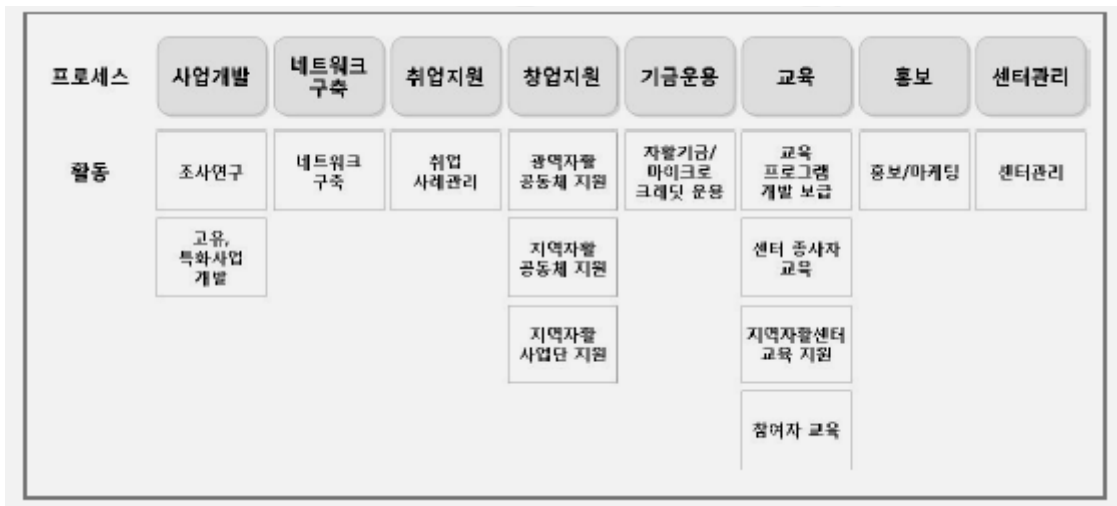 프로세스
사업개발
네트워크
구축
취업지원
창업지원
기금운용
교육
홍보
센터관리
활동
조사연구
네트워크
구축
취업
사례관리
광역자활
공동체 지원
자활기금/
마이크로
크레딧 운용
교육
프로그램
개발 보급
홍보/마케팅
센터관리
고유,
특화사업
개발
지역자활
공동체 지원
센터 종사자
교육
지역자활
사업단 지원
지역자활센터
교육 지원
참여자 교육